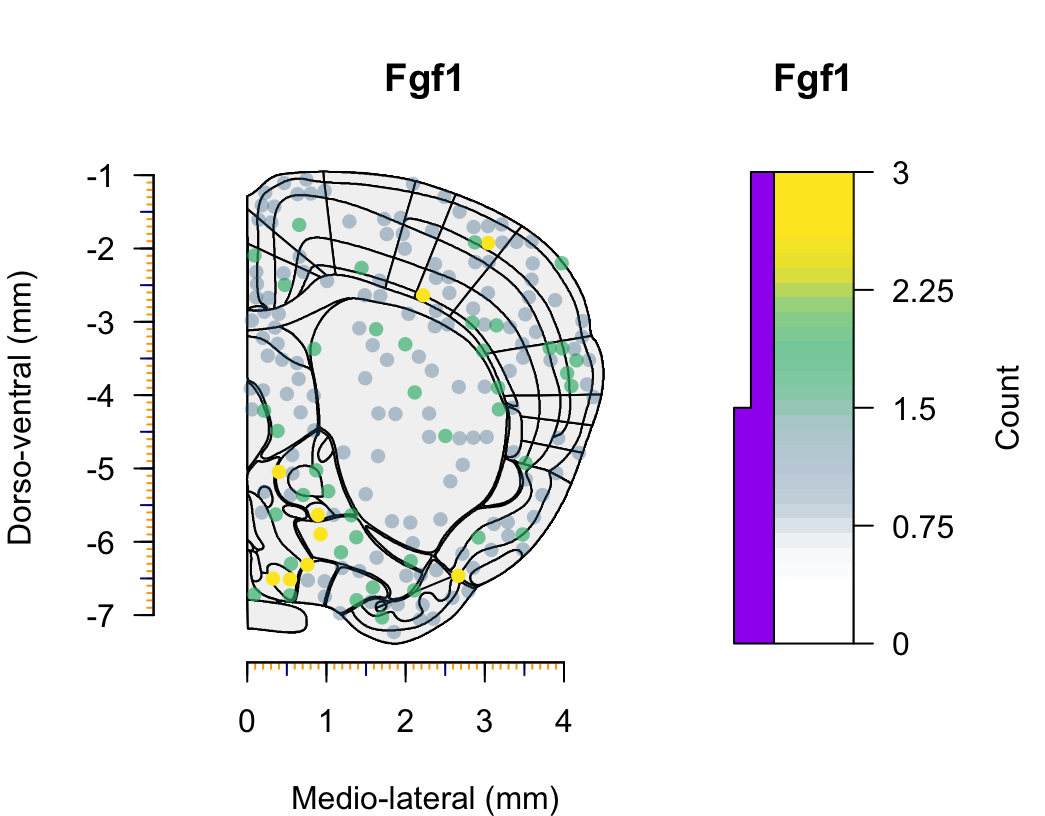 Fgf1
Fgf1
-1
-2
-3
-4
-5
-6
-7
Dorso-ventral (mm)
0 1 2 3 4
Medio-lateral (mm)
3
2.25
1.5
0.75
0
Count